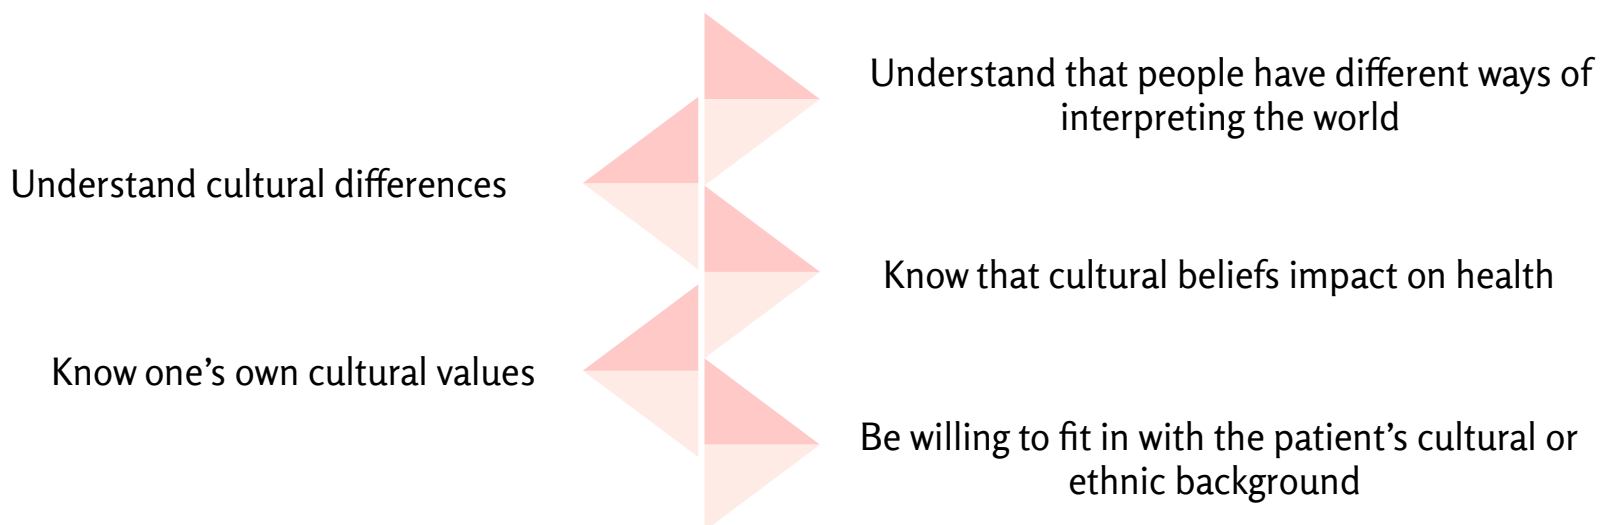 Understand that people have different ways of
interpreting the world
Understand cultural differences
Know that cultural beliefs impact on health
Know one’s own cultural values
Be willing to fit in with the patient’s cultural or
ethnic background